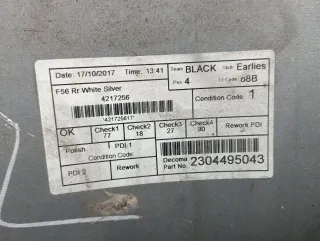 Date: 17/10/2017 Time: 13:41 Team BLACK Shift Earlies
Pos 4 08B
F56 Rr White Silver
4217256
*421725617*
Condition Code: 1
OK Check1 77 Check2 18 Check3 27 Check4 90 Rework PDI
Polish PDI 1
Condition Code:
PDI 2 Rework
Decoma Part No. 2304495043